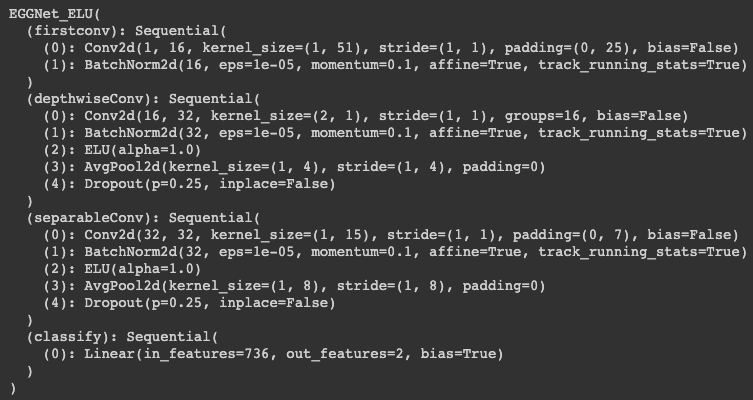 EGGNet_ELU(
  (firstconv): Sequential(
    (0): Conv2d(1, 16, kernel_size=(1, 51), stride=(1, 1), padding=(0, 25), bias=False)
    (1): BatchNorm2d(16, eps=1e-05, momentum=0.1, affine=True, track_running_stats=True)
  )
  (depthwiseConv): Sequential(
    (0): Conv2d(16, 32, kernel_size=(2, 1), stride=(1, 1), groups=16, bias=False)
    (1): BatchNorm2d(32, eps=1e-05, momentum=0.1, affine=True, track_running_stats=True)
    (2): ELU(alpha=1.0)
    (3): AvgPool2d(kernel_size=(1, 4), stride=(1, 4), padding=0)
    (4): Dropout(p=0.25, inplace=False)
  )
  (separableConv): Sequential(
    (0): Conv2d(32, 32, kernel_size=(1, 15), stride=(1, 1), padding=(0, 7), bias=False)
    (1): BatchNorm2d(32, eps=1e-05, momentum=0.1, affine=True, track_running_stats=True)
    (2): ELU(alpha=1.0)
    (3): AvgPool2d(kernel_size=(1, 8), stride=(1, 8), padding=0)
    (4): Dropout(p=0.25, inplace=False)
  )
  (classify): Sequential(
    (0): Linear(in_features=736, out_features=2, bias=True)
  )
)